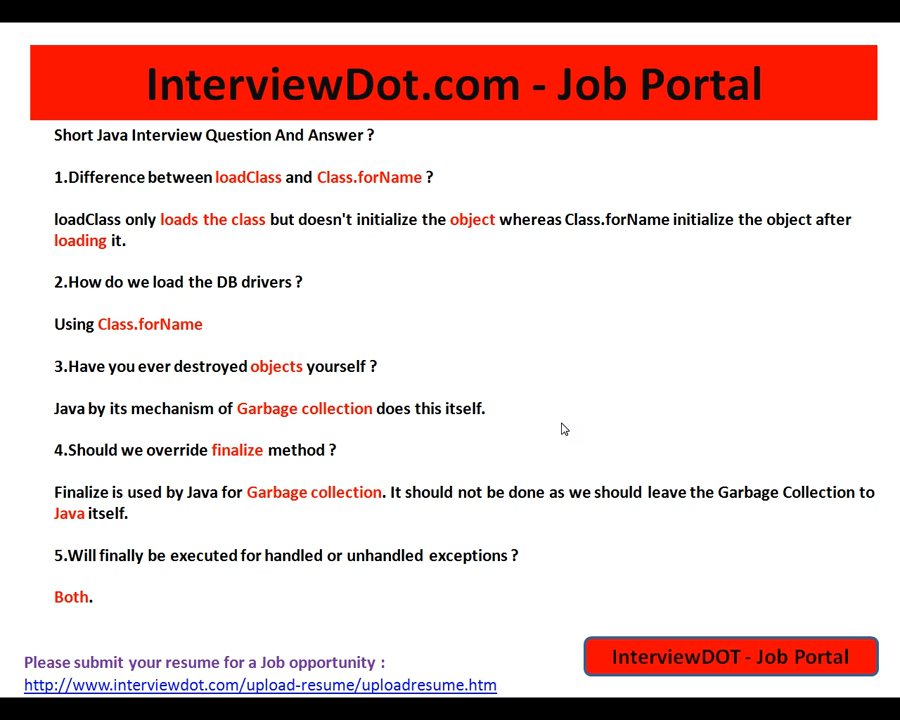 InterviewDot.com - Job Portal
Short Java Interview Question And Answer ?
1.Difference between loadClass and Class.forName ?
loadClass only loads the class but doesn't initialize the object whereas Class.forName initialize the object after
loading it.
2.How do we load the DB drivers ?
Using Class.forName
3.Have you ever destroyed objects yourself ?
Java by its mechanism of Garbage collection does this itself.
4.Should we override finalize method ?
Finalize is used by Java for Garbage collection. It should not be done as we should leave the Garbage Collection to
Java itself.
5.Will finally be executed for handled or unhandled exceptions ?
Both.
Please submit your resume for a Job opportunity :
http://www.interviewdot.com/upload-resume/uploadresume.htm
InterviewDOT - Job Portal